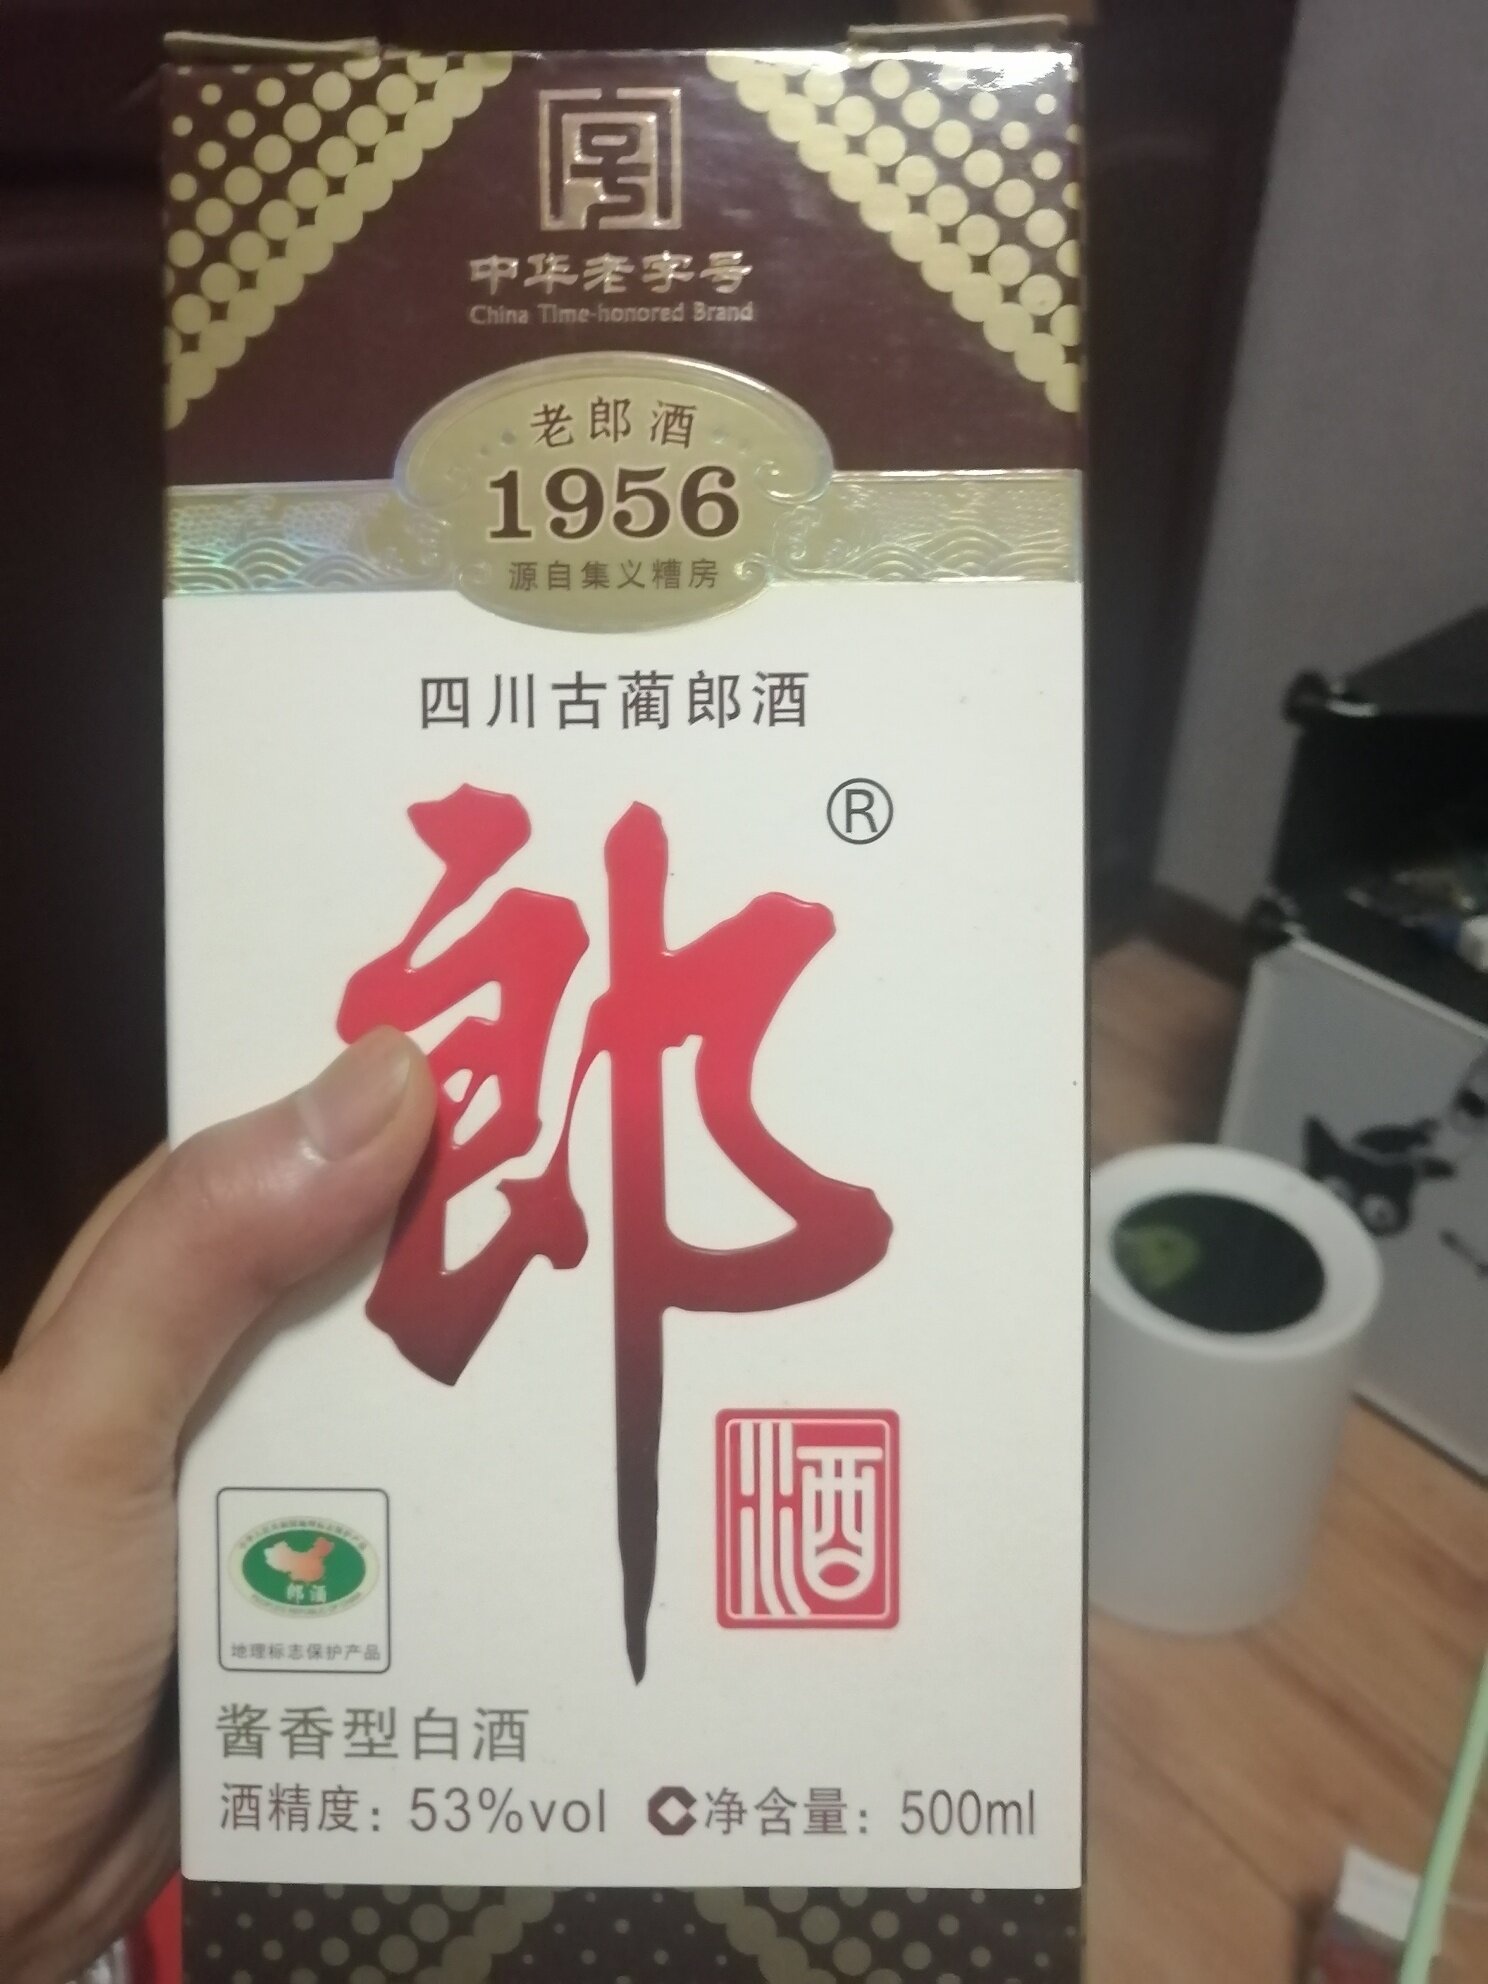 中华老字号
China Time-honored Brand
老郎酒
1956
源自集义糟房
四川古蔺郎酒
郎®
酒
郎酒
地理标志保护产品
酱香型白酒
酒精度：53%vol 净含量：500ml